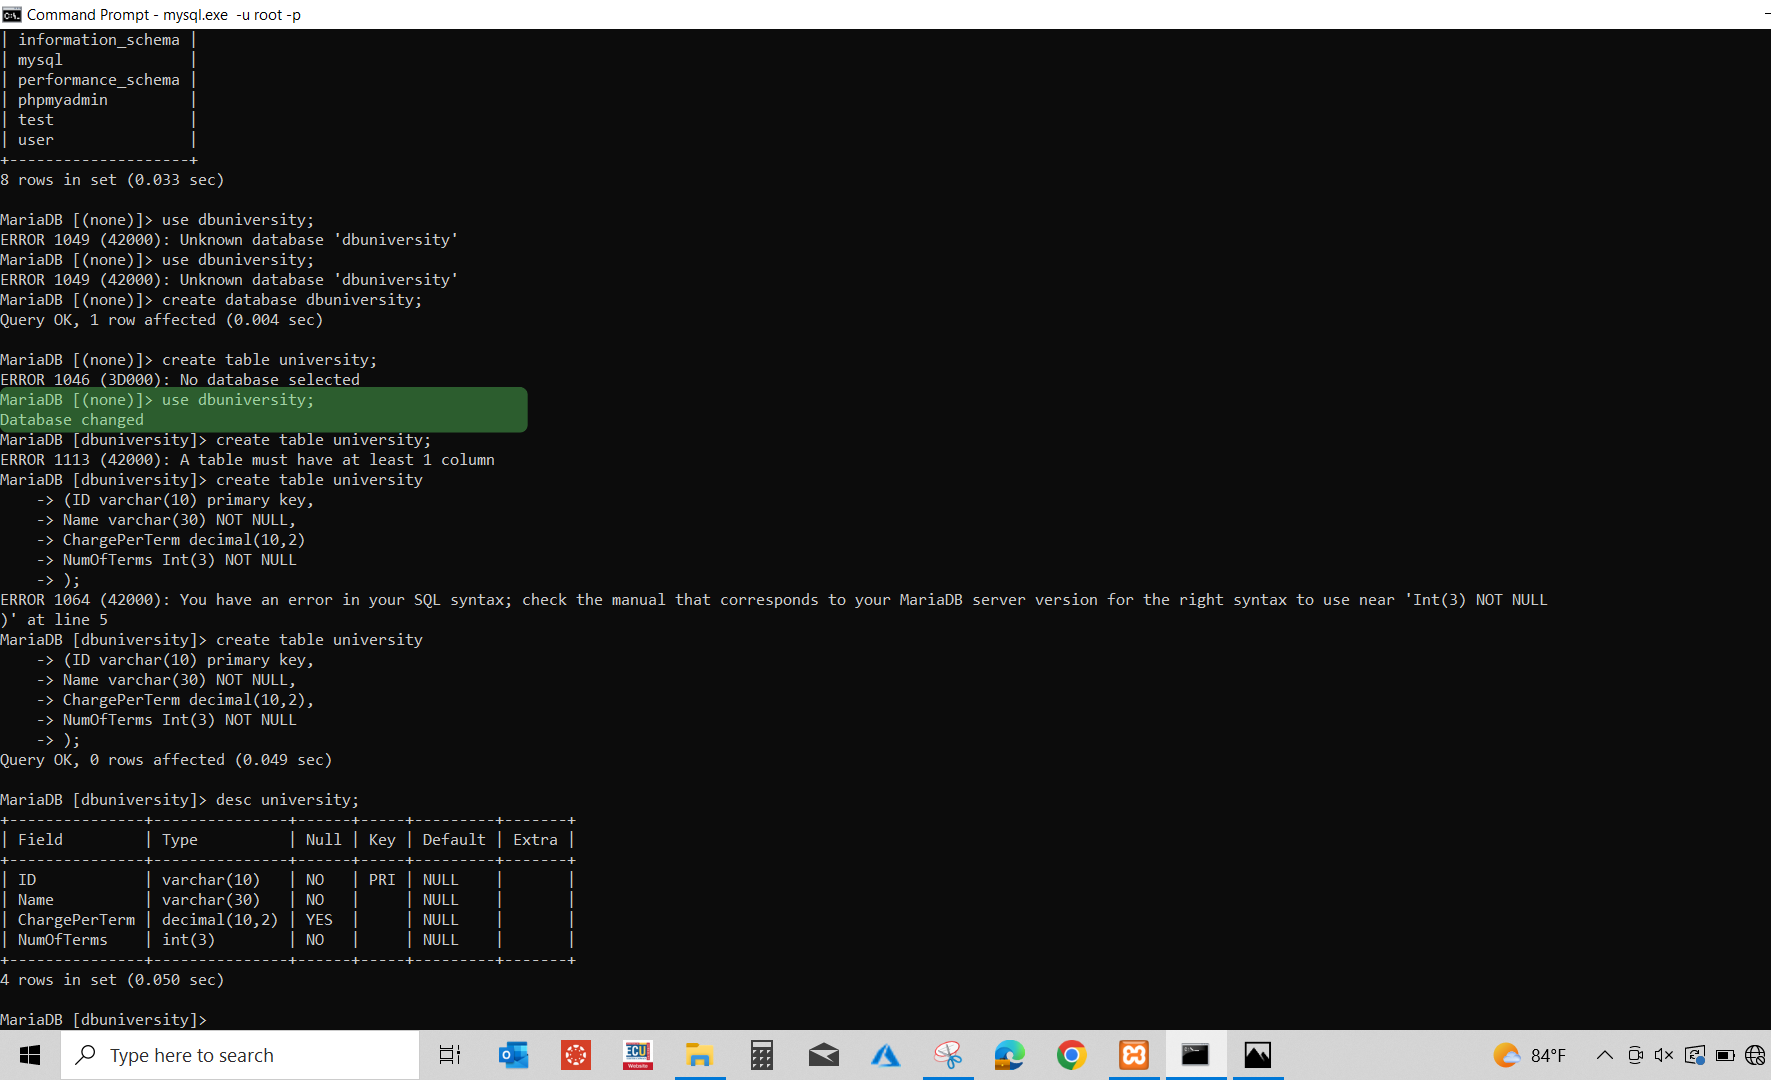 Command Prompt - mysql.exe  -u root -p
| information_schema |
| mysql              |
| performance_schema |
| phpmyadmin         |
| test               |
| user               |
+--------------------+
8 rows in set (0.033 sec)
MariaDB [(none)]> use dbuniversity;
ERROR 1049 (42000): Unknown database 'dbuniversity'
MariaDB [(none)]> use dbuniversity;
ERROR 1049 (42000): Unknown database 'dbuniversity'
MariaDB [(none)]> create database dbuniversity;
Query OK, 1 row affected (0.004 sec)
MariaDB [(none)]> create table university;
ERROR 1046 (3D000): No database selected
MariaDB [(none)]> use dbuniversity;
Database changed
MariaDB [dbuniversity]> create table university;
ERROR 1113 (42000): A table must have at least 1 column
MariaDB [dbuniversity]> create table university
    -> (ID varchar(10) primary key,
    -> Name varchar(30) NOT NULL,
    -> ChargePerTerm decimal(10,2)
    -> NumOfTerms Int(3) NOT NULL
    -> );
ERROR 1064 (42000): You have an error in your SQL syntax; check the manual that corresponds to your MariaDB server version for the right syntax to use near 'Int(3) NOT NULL
)' at line 5
MariaDB [dbuniversity]> create table university
    -> (ID varchar(10) primary key,
    -> Name varchar(30) NOT NULL,
    -> ChargePerTerm decimal(10,2),
    -> NumOfTerms Int(3) NOT NULL
    -> );
Query OK, 0 rows affected (0.049 sec)
MariaDB [dbuniversity]> desc university;
+---------------+---------------+------+-----+---------+-------+
| Field         | Type          | Null | Key | Default | Extra |
+---------------+---------------+------+-----+---------+-------+
| ID            | varchar(10)   | NO   | PRI | NULL    |       |
| Name          | varchar(30)   | NO   |     | NULL    |       |
| ChargePerTerm | decimal(10,2) | YES  |     | NULL    |       |
| NumOfTerms    | int(3)        | NO   |     | NULL    |       |
+---------------+---------------+------+-----+---------+-------+
4 rows in set (0.050 sec)
MariaDB [dbuniversity]>
Type here to search
ECU
Website
84°F